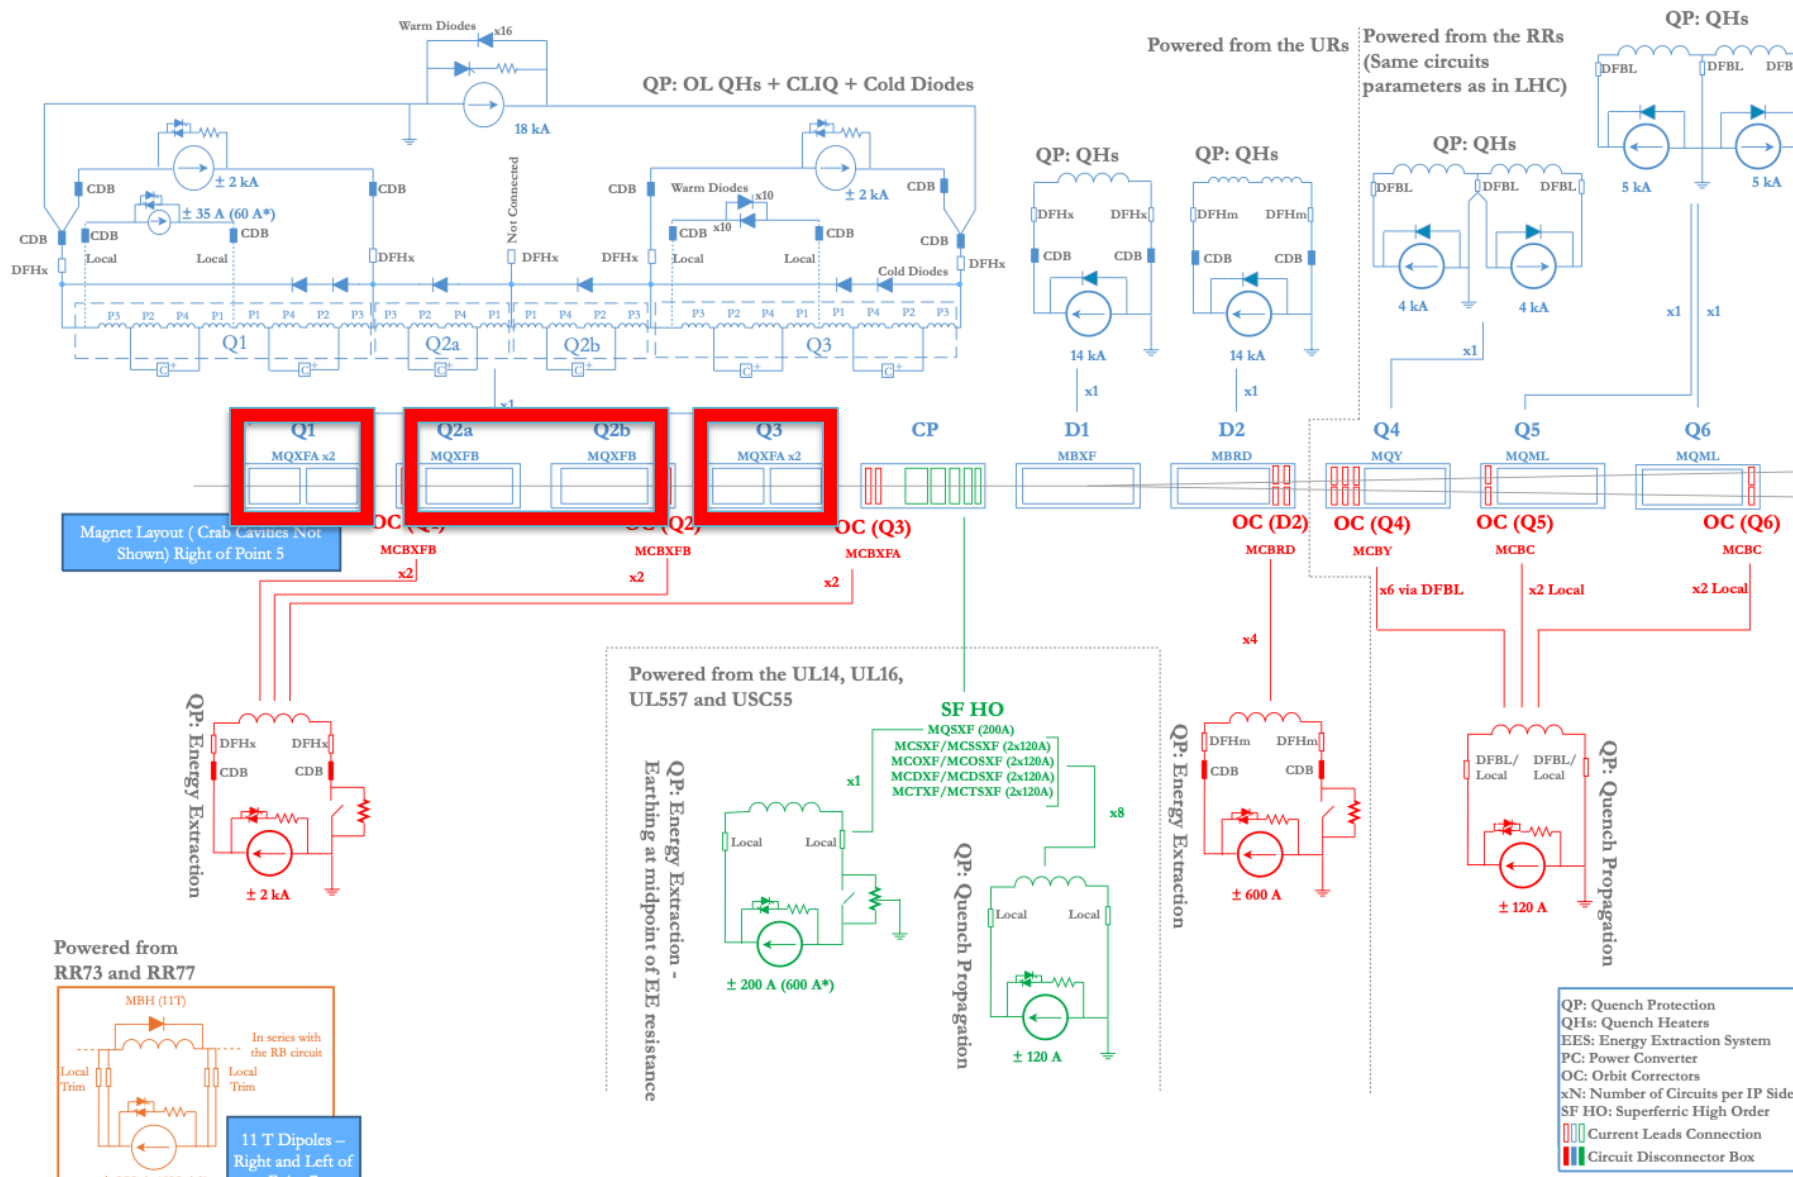 QP: QHs
Warm Diodes
x16
Powered from the URs
Powered from the RRs
(Same circuits
parameters as in LHC)
DFBL
DFBL
DFB
QP: OL QHs + CLIQ + Cold Diodes
18 kA
5 kA
5 kA
QP: QHs
QP: QHs
QP: QHs
± 2 kA
± 2 kA
CDB
CDB
CDB
CDB
DFBL
DFBL
DFBL
Warm Diodes
x10
x10
± 35 A (60 A*)
CDB
CDB
CDB
CDB
CDB
CDB
Local
Local
Local
Local
Not Connected
DFHx
DFHx
DFHx
DFHx
DFHx
Cold Diodes
DFHx
DFHx
DFHm
DFHm
CDB
CDB
CDB
CDB
4 kA
4 kA
14 kA
14 kA
P3
P2
P4
P1
P1
P4
P2
P3
P3
P2
P4
P1
P1
P4
P2
P3
P3
P2
P4
P1
P1
P4
P2
P3
Q1
Q2a
Q2b
Q3
C +
C +
C +
C +
C +
C +
x1
x1
x1
x1
x1
x1
Q1
Q2a
Q2b
Q3
CP
D1
D2
Q4
Q5
Q6
MQXFA x2
MQXFB
MQXFB
MQXFA x2
MBXF
MBRD
MQY
MQML
MQML
Magnet Layout ( Crab Cavities Not
Shown) Right of Point 5
OC (Q2)
OC (Q3)
OC (D2)
OC (Q4)
OC (Q5)
OC (Q6)
MCBXFB
MCBXFB
MCBXFA
MCBRD
MCBY
MCBC
MCBC
x2
x2
x2
x4
x6 via DFBL
x2 Local
x2 Local
Powered from the UL14, UL16,
UL557 and USC55
SF HO
MQSXF (200A)
MCSXF/MCSSXF (2x120A)
MCOXF/MCOSXF (2x120A)
MCDXF/MCDSXF (2x120A)
MCTXF/MCTSXF (2x120A)
x1
x8
QP: Energy Extraction
DFHx
DFHx
CDB
CDB
± 2 kA
QP: Energy Extraction -
Earthing at midpoint of EE resistance
Local
Local
± 200 A (600 A*)
QP: Quench Propagation
Local
Local
± 120 A
QP: Energy Extraction
DFHm
DFHm
CDB
CDB
± 600 A
DFBL/
Local
DFBL/
Local
QP: Quench Propagation
± 120 A
Powered from
RR73 and RR77
MBH (11T)
In series with
the RB circuit
Local
Trim
Local
Trim
11 T Dipoles –
Right and Left of
QP: Quench Protection
QHs: Quench Heaters
EES: Energy Extraction System
PC: Power Converter
OC: Orbit Correctors
xN: Number of Circuits per IP Side
SF HO: Superferric High Order
Current Leads Connection
Circuit Disconnector Box